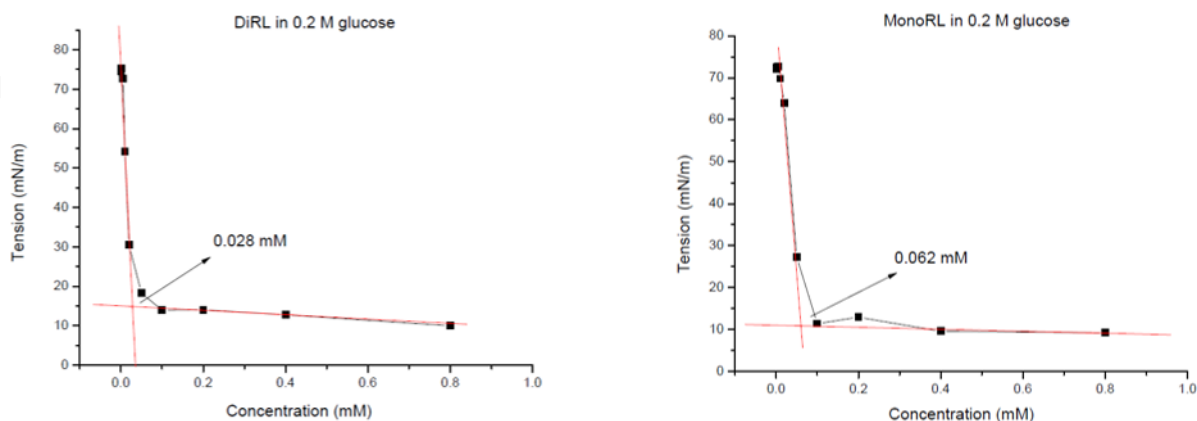 DiRL in 0.2 M glucose
80
70
60
50
40
30
20
10
0
Tension (mN/m)
0.028 mM
0.0 0.2 0.4 0.6 0.8 1.0
Concentration (mM)
MonoRL in 0.2 M glucose
80
70
60
50
40
30
20
10
0
Tension (mN/m)
0.062 mM
0.0 0.2 0.4 0.6 0.8 1.0
Concentration (mM)